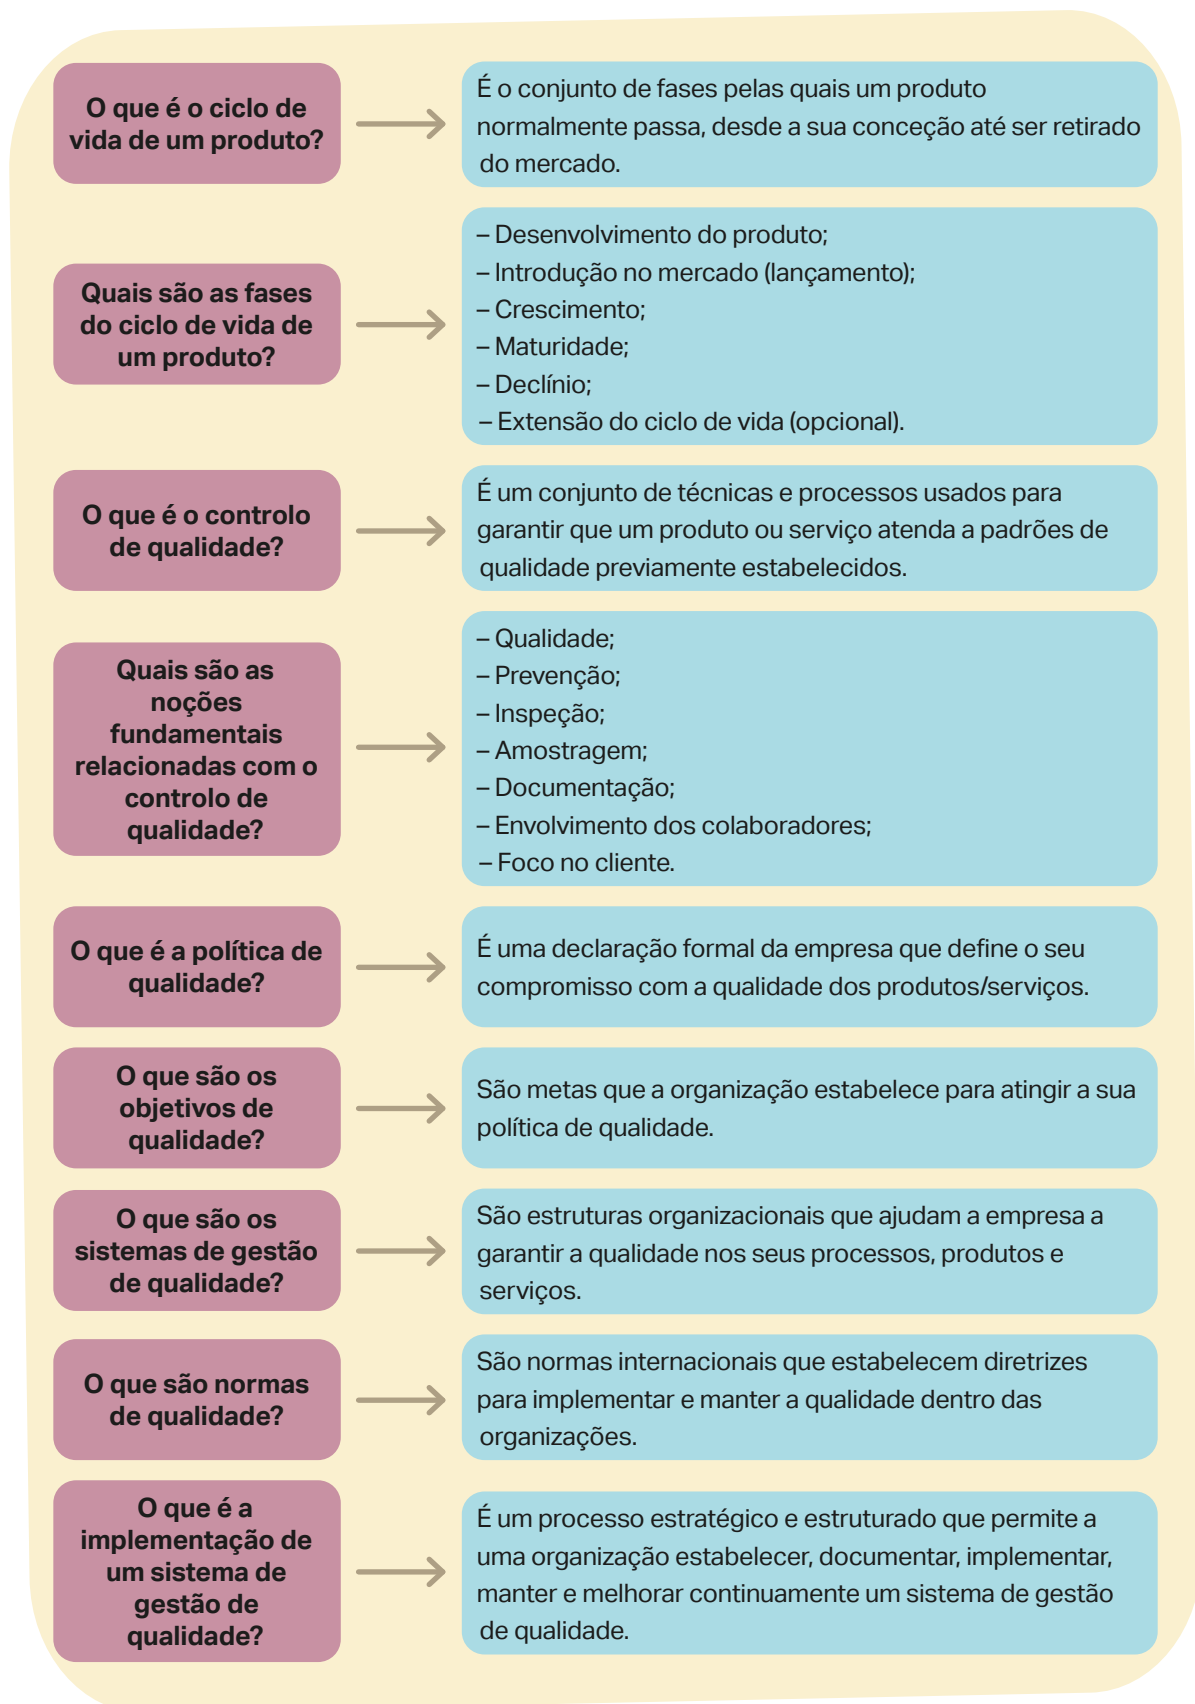 O que é o ciclo de
vida de um produto?
É o conjunto de fases pelas quais um produto
normalmente passa, desde a sua conceção até ser retirado
do mercado.
Quais são as fases
do ciclo de vida de
um produto?
– Desenvolvimento do produto;
– Introdução no mercado (lançamento);
– Crescimento;
– Maturidade;
– Declínio;
– Extensão do ciclo de vida (opcional).
O que é o controlo
de qualidade?
É um conjunto de técnicas e processos usados para
garantir que um produto ou serviço atenda a padrões de
qualidade previamente estabelecidos.
Quais são as
noções
fundamentais
relacionadas com o
controlo de
qualidade?
– Qualidade;
– Prevenção;
– Inspeção;
– Amostragem;
– Documentação;
– Envolvimento dos colaboradores;
– Foco no cliente.
O que é a política de
qualidade?
É uma declaração formal da empresa que define o seu
compromisso com a qualidade dos produtos/serviços.
O que são os
objetivos de
qualidade?
São metas que a organização estabelece para atingir a sua
política de qualidade.
O que são os
sistemas de gestão
de qualidade?
São estruturas organizacionais que ajudam a empresa a
garantir a qualidade nos seus processos, produtos e
serviços.
O que são normas
de qualidade?
São normas internacionais que estabelecem diretrizes
para implementar e manter a qualidade dentro das
organizações.
O que é a
implementação de
um sistema de
gestão de
qualidade?
É um processo estratégico e estruturado que permite a
uma organização estabelecer, documentar, implementar,
manter e melhorar continuamente um sistema de gestão
de qualidade.